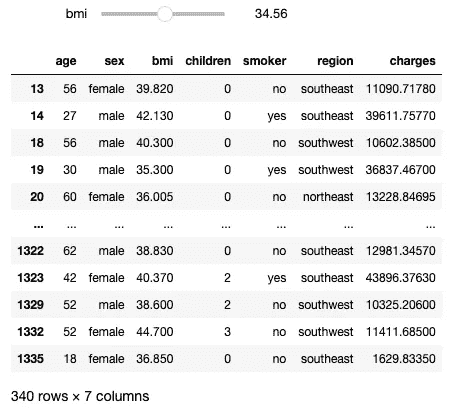 bmi 34.56
age sex bmi children smoker region charges
13 56 female 39.820 0 no southeast 11090.71780
14 27 male 42.130 0 yes southeast 39611.75770
18 56 male 40.300 0 no southwest 10602.38500
19 30 male 35.300 0 yes southwest 36837.46700
20 60 female 36.005 0 no northeast 13228.84695
... ... ... ... ... ... ... ...
1322 62 male 38.830 0 no southeast 12981.34570
1323 42 female 40.370 2 yes southeast 43896.37630
1329 52 male 38.600 2 no southwest 10325.20600
1332 52 female 44.700 3 no southwest 11411.68500
1335 18 female 36.850 0 no southeast 1629.83350
340 rows × 7 columns